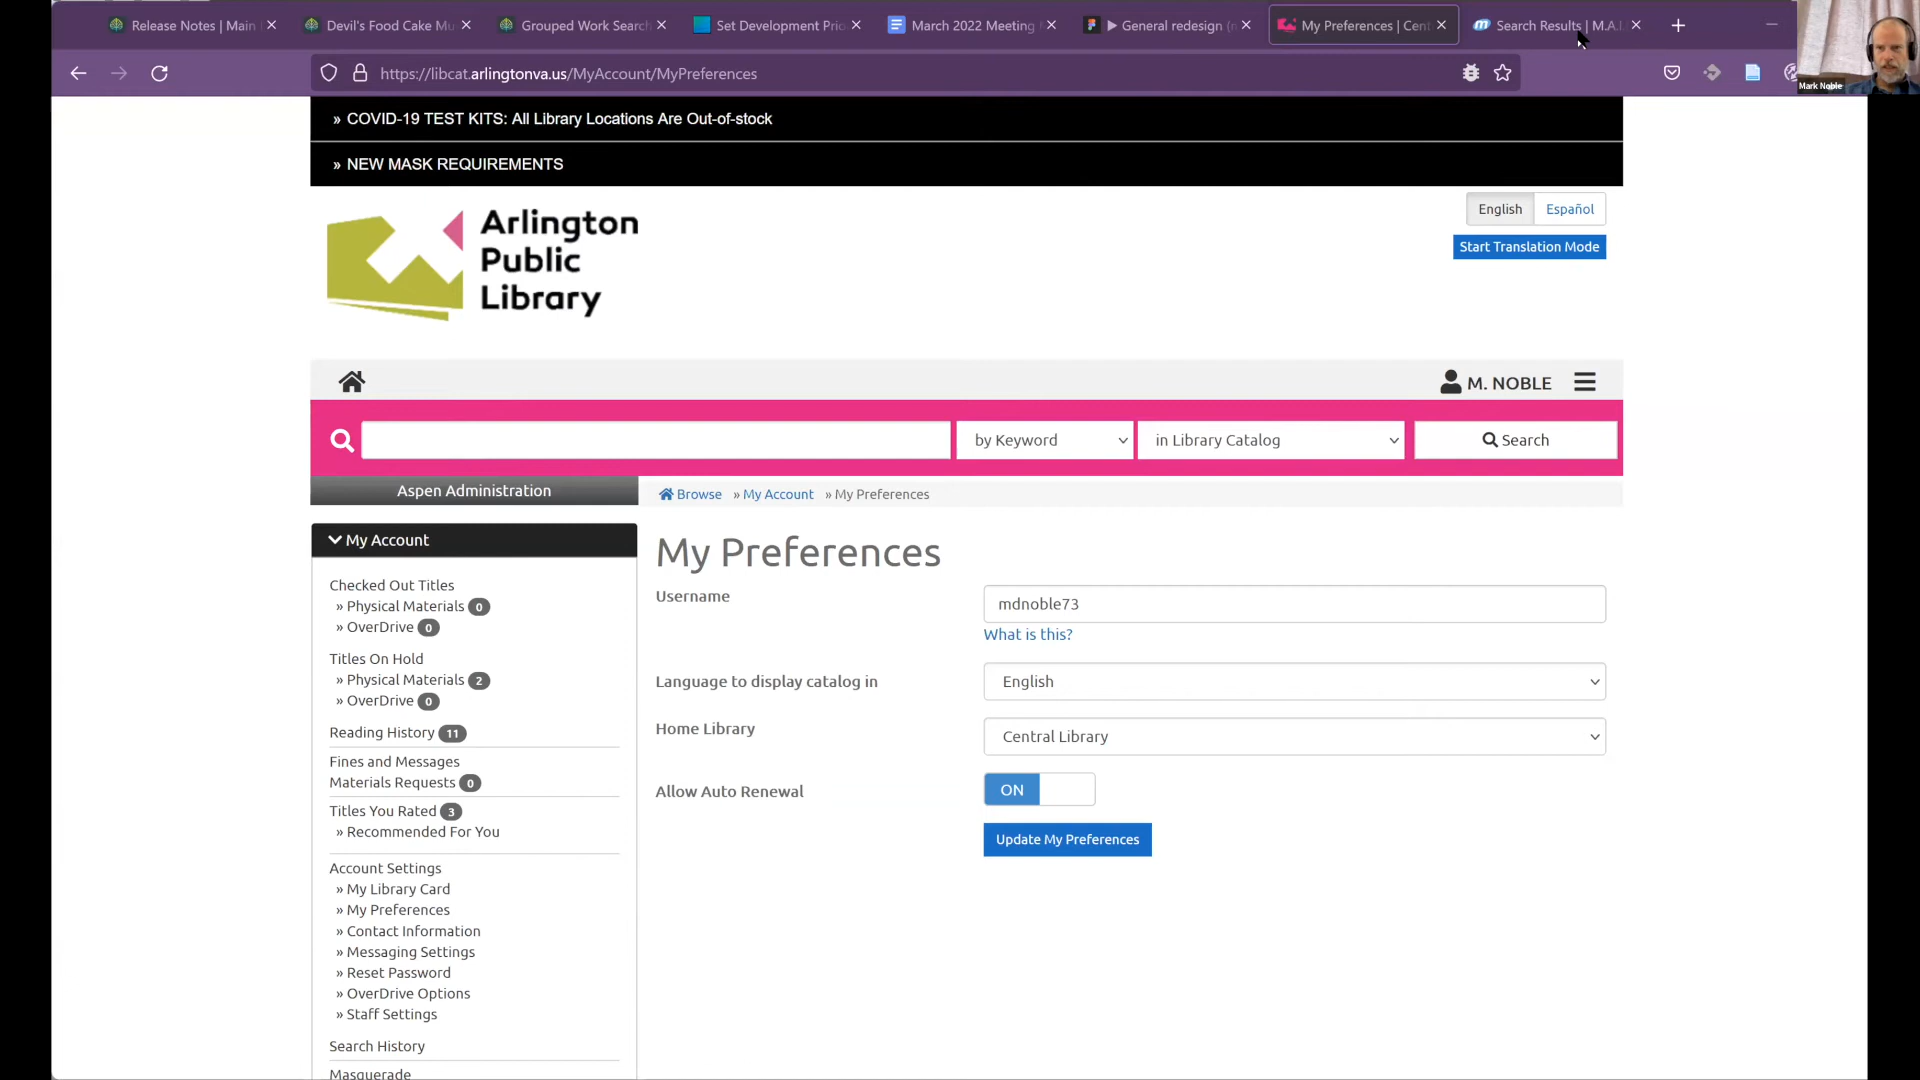 Release Notes | Main
Devil's Food Cake Mu
Grouped Work Search
Set Development Prio
March 2022 Meeting
General redesign (n
My Preferences | Cent
Search Results | M.A.I.
https://libcat.arlingtonva.us/MyAccount/MyPreferences
Mark Noble
» COVID-19 TEST KITS: All Library Locations Are Out-of-stock
» NEW MASK REQUIREMENTS
Arlington
Public
Library
English Español
Start Translation Mode
M. NOBLE
by Keyword in Library Catalog Search
Aspen Administration
Browse » My Account » My Preferences
My Account
Checked Out Titles
» Physical Materials 0
» OverDrive 0
Titles On Hold
» Physical Materials 2
» OverDrive 0
Reading History 11
Fines and Messages
Materials Requests 0
Titles You Rated 3
» Recommended For You
Account Settings
» My Library Card
» My Preferences
» Contact Information
» Messaging Settings
» Reset Password
» OverDrive Options
» Staff Settings
Search History
Masquerade
My Preferences
Username mdnoble73
What is this?
Language to display catalog in English
Home Library Central Library
Allow Auto Renewal ON
Update My Preferences